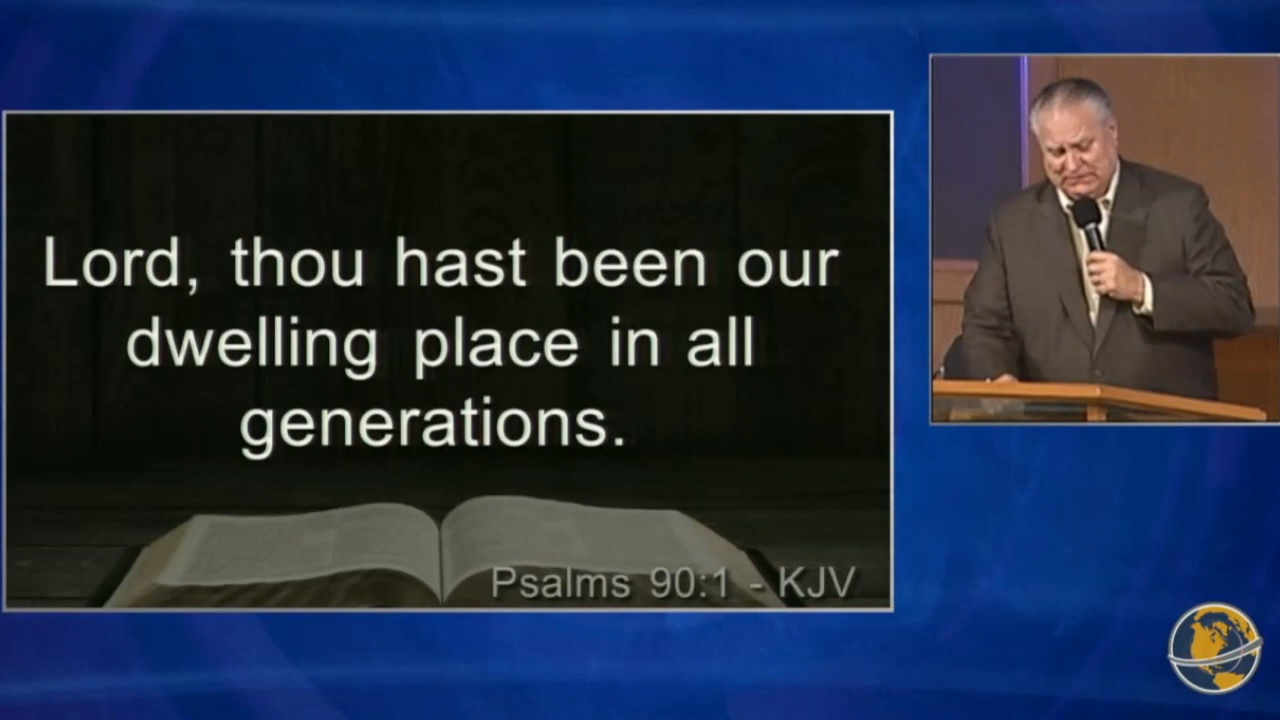 Lord, thou hast been our
dwelling place in all
generations.
Psalms 90:1 - KJV